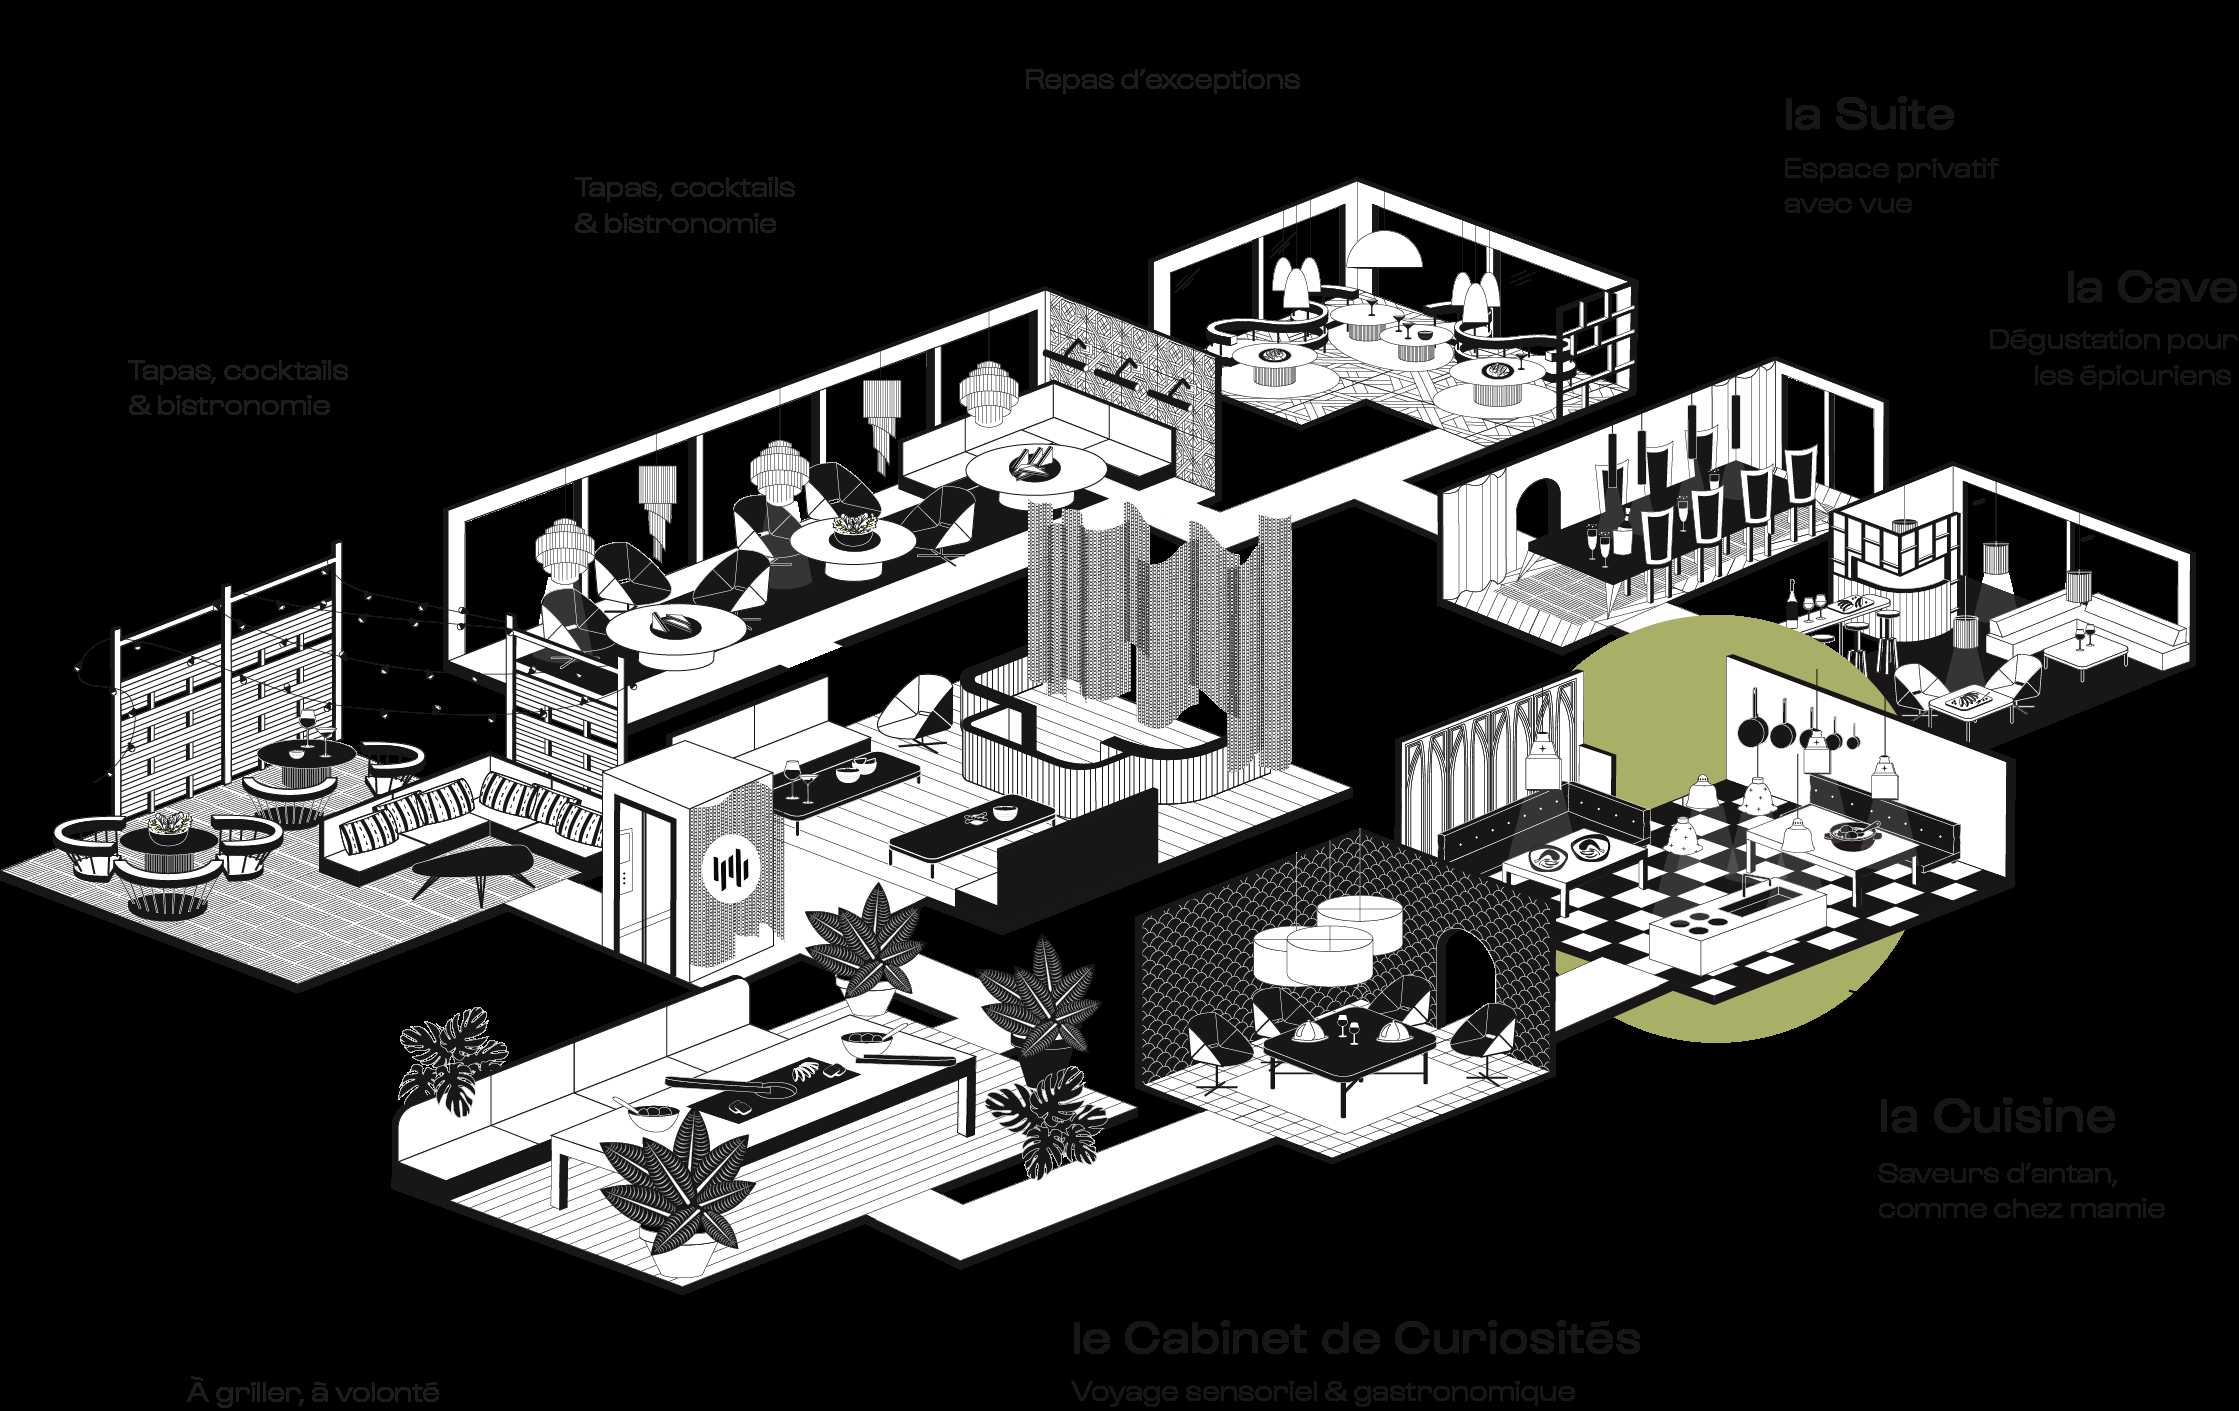 Repas d'exceptions
la Suite
Espace privatif
avec vue
Tapas, cocktails
& bistronomie
la Cave
Dégustation pour
les épicuriens
Tapas, cocktails
& bistronomie
la Cuisine
Saveurs d'antan,
comme chez mamie
le Cabinet de Curiosités
Voyage sensoriel & gastronomique
À griller, à volonté